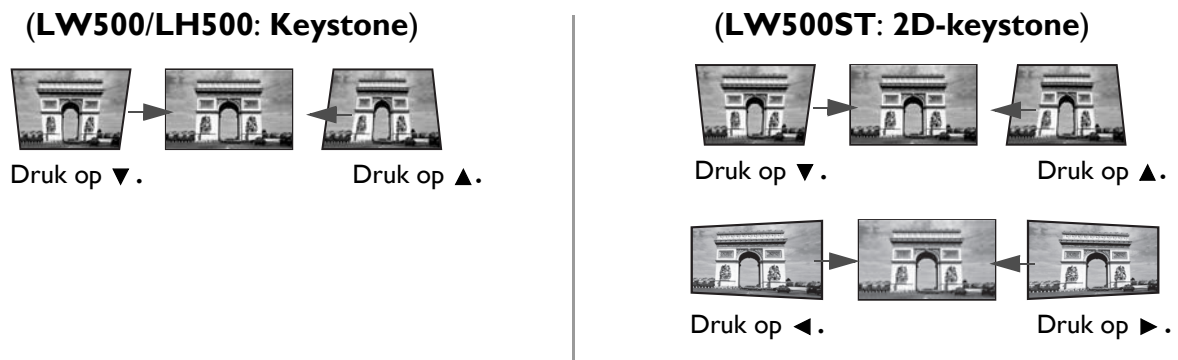 (LW500/LH500: Keystone)
Druk op ▼.
Druk op ▲.
(LW500ST: 2D-keystone)
Druk op ▼.
Druk op ▲.
Druk op ◄.
Druk op ►.